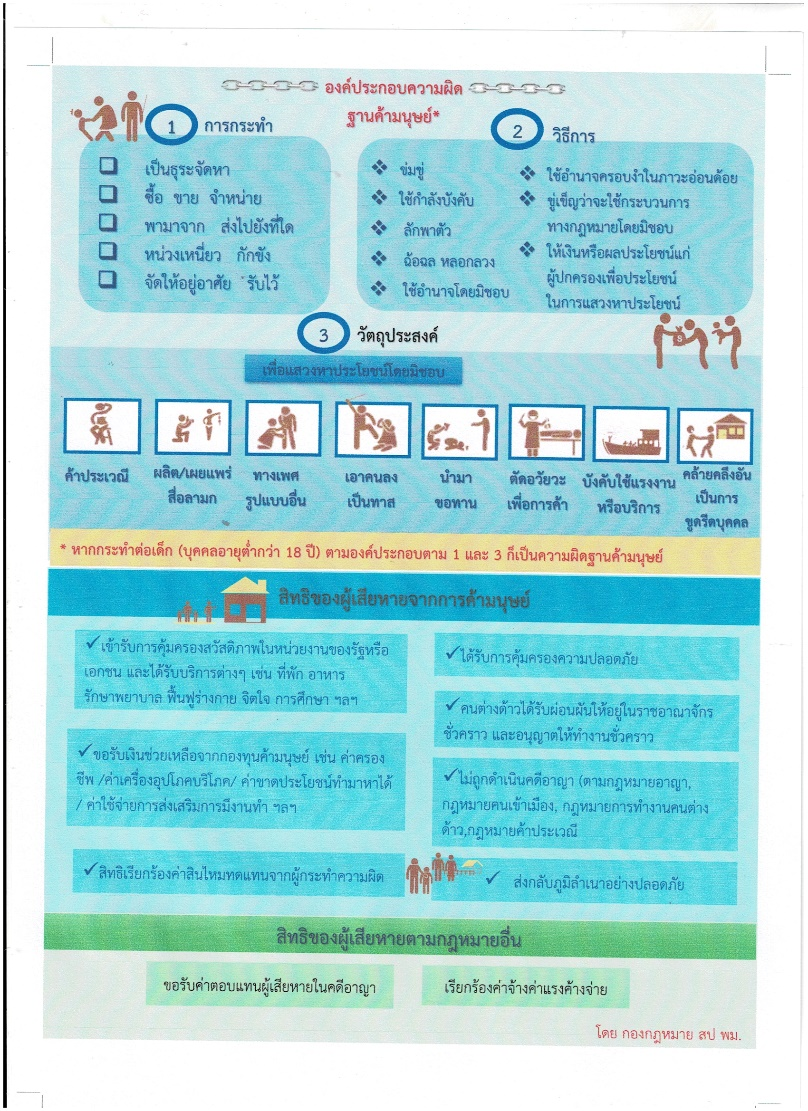 องค์ประกอบความผิด
ฐานค้ามนุษย์*
1 การกระทำ
เป็นธุระจัดหา
ซื้อ ขาย จำหน่าย
พามาจาก ส่งไปยังที่ใด
หน่วงเหนี่ยว กักขัง
จัดให้อยู่อาศัย รับไว้
2 วิธีการ
ข่มขู่
ใช้กำลังบังคับ
ลักพาตัว
ฉ้อฉล หลอกลวง
ใช้อำนาจโดยมิชอบ
ใช้อำนาจครอบงำในภาวะอ่อนด้อย
ขู่เข็ญว่าจะใช้กระบวนการ
ทางกฎหมายโดยมิชอบ
ให้เงินหรือผลประโยชน์แก่
ผู้ปกครองเพื่อประโยชน์
ในการแสวงหาประโยชน์
3 วัตถุประสงค์
เพื่อแสวงหาประโยชน์โดยมิชอบ
ค้าประเวณี
ผลิต/เผยแพร่
สื่อลามก
ทางเพศ
รูปแบบอื่น
เอาคนลง
เป็นทาส
นำมา
ขอทาน
ตัดอวัยวะ
เพื่อการค้า
บังคับใช้แรงงาน
หรือบริการ
คล้ายคลึงอัน
เป็นการ
ขูดรีดบุคคล
* หากกระทำต่อเด็ก (บุคคลอายุต่ำกว่า 18 ปี) ตามองค์ประกอบตาม 1 และ 3 ก็เป็นความผิดฐานค้ามนุษย์
สิทธิของผู้เสียหายจากการค้ามนุษย์
✓เข้ารับการคุ้มครองสวัสดิภาพในหน่วยงานของรัฐหรือ
เอกชน และได้รับบริการต่างๆ เช่น ที่พัก อาหาร
รักษาพยาบาล ฟื้นฟูร่างกาย จิตใจ การศึกษา ฯลฯ
✓ขอรับเงินช่วยเหลือจากกองทุนค้ามนุษย์ เช่น ค่าครอง
ชีพ /ค่าเครื่องอุปโภคบริโภค/ ค่าขาดประโยชน์ทำมาหาได้
/ ค่าใช้จ่ายการส่งเสริมการมีงานทำ ฯลฯ
✓สิทธิเรียกร้องค่าสินไหมทดแทนจากผู้กระทำความผิด
✓ได้รับการคุ้มครองความปลอดภัย
✓คนต่างด้าวได้รับผ่อนผันให้อยู่ในราชอาณาจักร
ชั่วคราว และอนุญาตให้ทำงานชั่วคราว
✓ไม่ถูกดำเนินคดีอาญา (ตามกฎหมายอาญา,
กฎหมายคนเข้าเมือง, กฎหมายการทำงานคนต่าง
ด้าว,กฎหมายค้าประเวณี
✓ ส่งกลับภูมิลำเนาอย่างปลอดภัย
สิทธิของผู้เสียหายตามกฎหมายอื่น
ขอรับค่าตอบแทนผู้เสียหายในคดีอาญา
เรียกร้องค่าจ้างค่าแรงค้างจ่าย
โดย กองกฎหมาย สป พม.